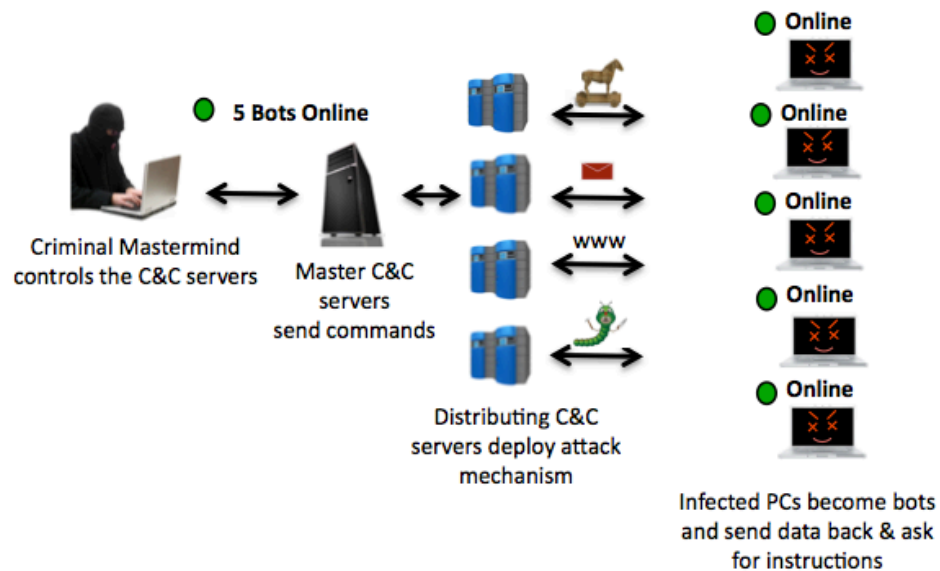 Online
5 Bots Online
Online
Online
www
Online
Online
Criminal Mastermind
controls the C&C servers
Master C&C
servers
send commands
Distributing C&C
servers deploy attack
mechanism
Infected PCs become bots
and send data back & ask
for instructions